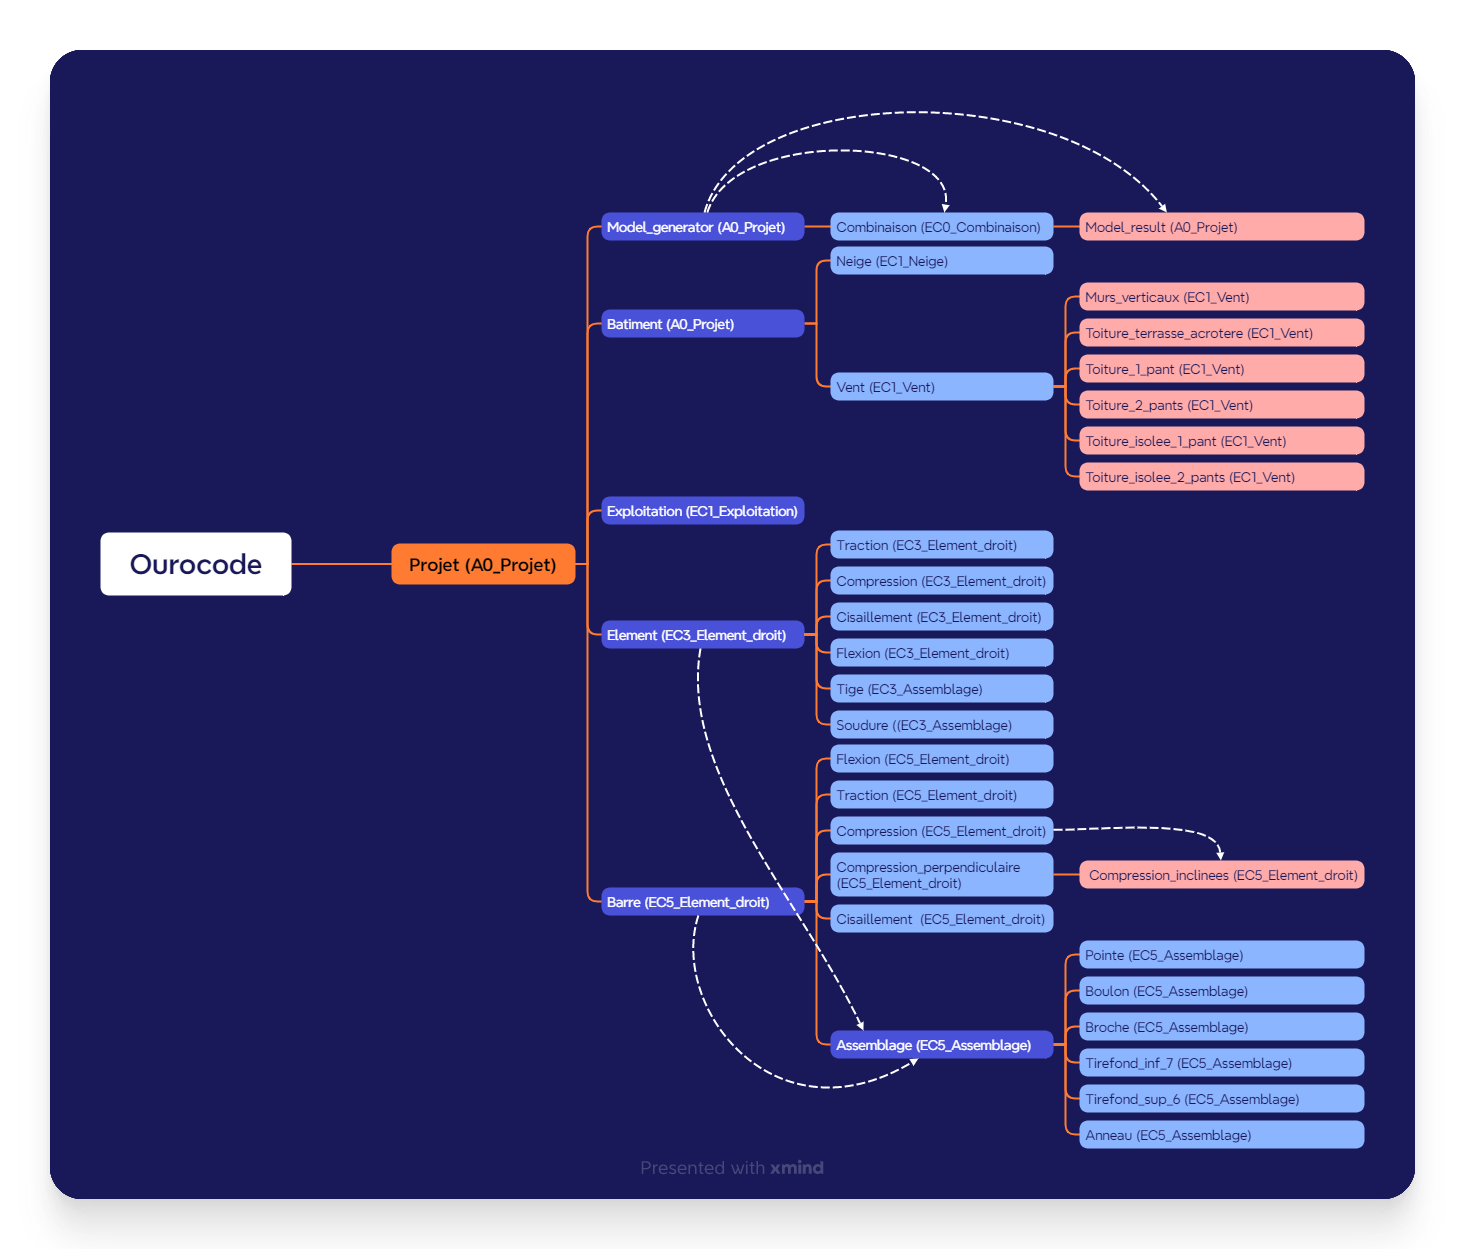 Ourocode
Projet (A0_Projet)
Model_generator (A0_Projet)
Combinaison (EC0_Combinaison)
Model_result (A0_Projet)
Batiment (A0_Projet)
Neige (EC1_Neige)
Vent (EC1_Vent)
Murs_verticaux (EC1_Vent)
Toiture_terrasse_acrotere (EC1_Vent)
Toiture_1_pant (EC1_Vent)
Toiture_2_pants (EC1_Vent)
Toiture_isolee_1_pant (EC1_Vent)
Toiture_isolee_2_pants (EC1_Vent)
Exploitation (EC1_Exploitation)
Element (EC3_Element_droit)
Traction (EC3_Element_droit)
Compression (EC3_Element_droit)
Cisaillement (EC3_Element_droit)
Flexion (EC3_Element_droit)
Tige (EC3_Assemblage)
Soudure ((EC3_Assemblage)
Barre (EC5_Element_droit)
Flexion (EC5_Element_droit)
Traction (EC5_Element_droit)
Compression (EC5_Element_droit)
Compression_perpendiculaire
(EC5_Element_droit)
Compression_inclinees (EC5_Element_droit)
Cisaillement  (EC5_Element_droit)
Assemblage (EC5_Assemblage)
Pointe (EC5_Assemblage)
Boulon (EC5_Assemblage)
Broche (EC5_Assemblage)
Tirefond_inf_7 (EC5_Assemblage)
Tirefond_sup_6 (EC5_Assemblage)
Anneau (EC5_Assemblage)
Presented with xmind